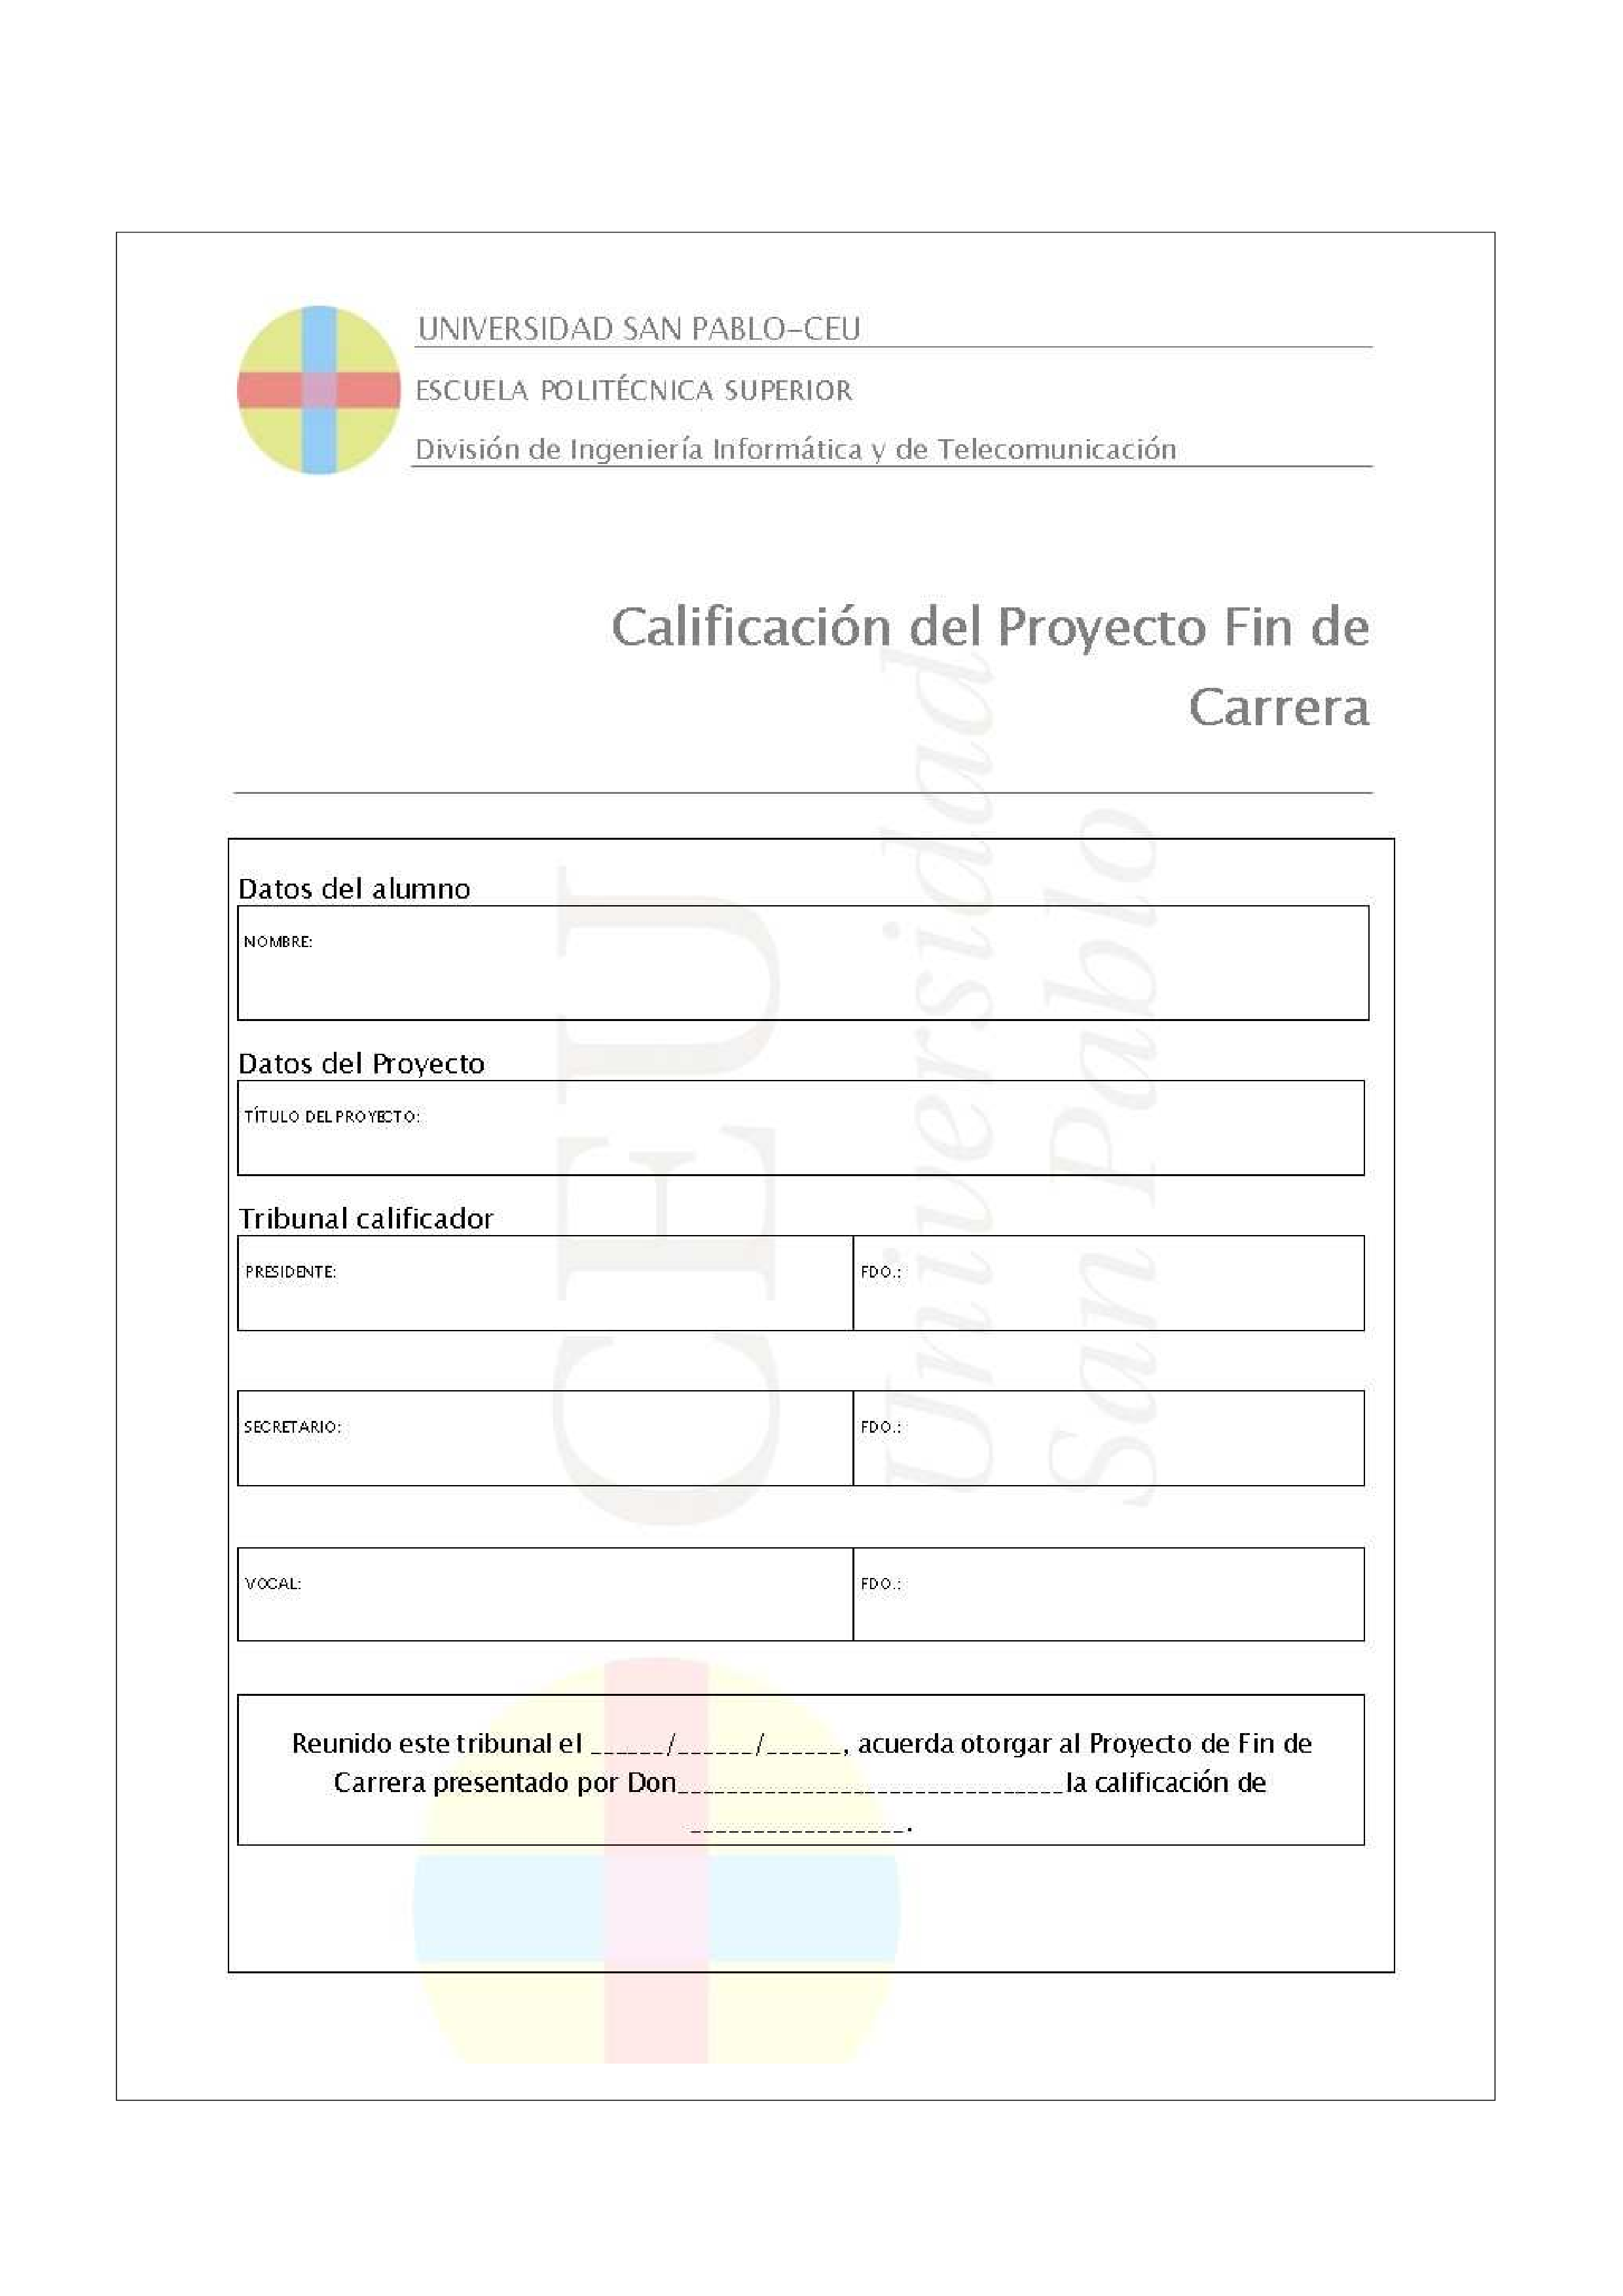 UNIVERSIDAD SAN PABLO-CEU
ESCUELA POLITÉCNICA SUPERIOR
División de Ingeniería Informática y de Telecomunicación
Calificación del Proyecto Fin de
Carrera
Datos del alumno
NOMBRE:
Datos del Proyecto
TÍTULO DEL PROYECTO:
Tribunal calificador
PRESIDENTE: FDO.:
SECRETARIO: FDO.:
VOCAL: FDO.:
Reunido este tribunal el ______/______/______, acuerda otorgar al Proyecto de Fin de
Carrera presentado por Don______________________________la calificación de
_________________.
CEU
Universidad
San Pablo